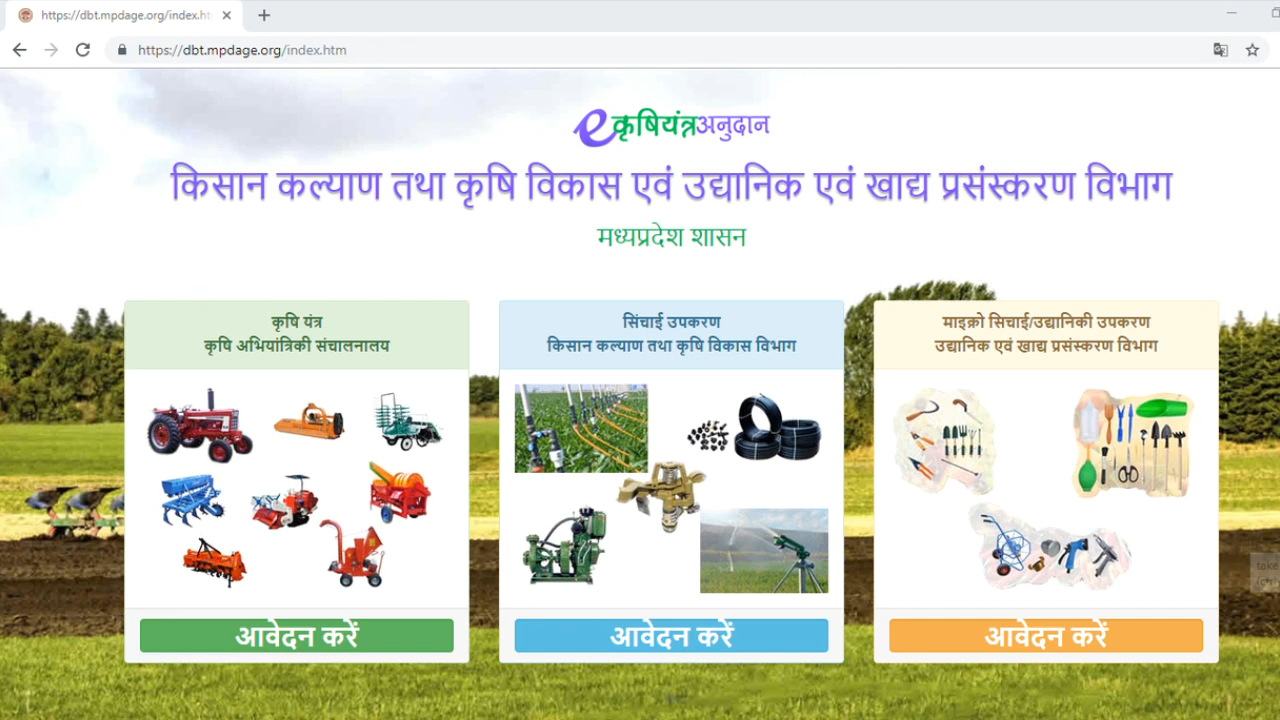 https://dbt.mpdage.org/index.ht
https://dbt.mpdage.org/index.htm
eकृषियंत्रअनुदान
किसान कल्याण तथा कृषि विकास एवं उद्यानिक एवं खाद्य प्रसंस्करण विभाग
मध्यप्रदेश शासन
कृषि यंत्र
कृषि अभियांत्रिकी संचालनालय
सिंचाई उपकरण
किसान कल्याण तथा कृषि विकास विभाग
माइक्रो सिचाई/उद्यानिकी उपकरण
उद्यानिक एवं खाद्य प्रसंस्करण विभाग
आवेदन करें
आवेदन करें
आवेदन करें